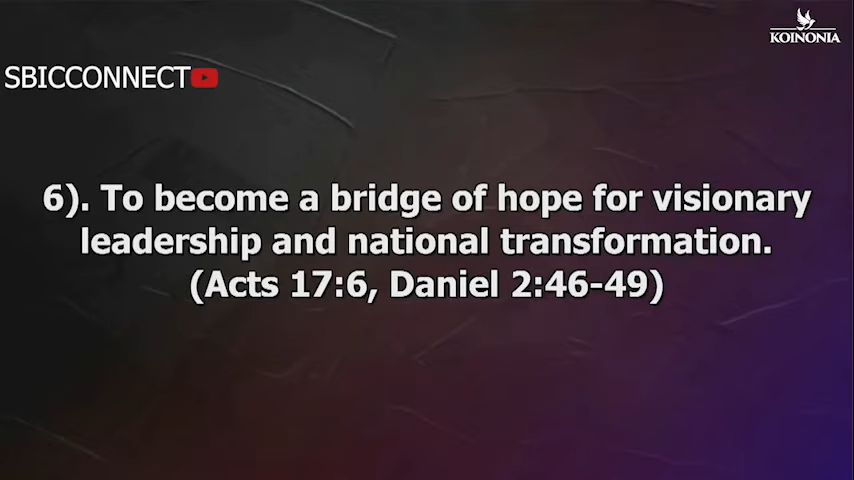 KOINONIA
SBICCONNECT
6). To become a bridge of hope for visionary
leadership and national transformation.
(Acts 17:6, Daniel 2:46-49)